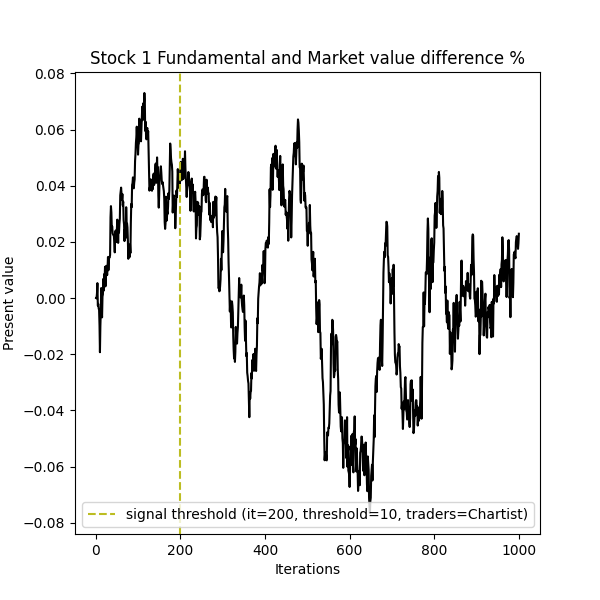 Stock 1 Fundamental and Market value difference %
Present value
0.08
0.06
0.04
0.02
0.00
−0.02
−0.04
−0.06
−0.08
signal threshold (it=200, threshold=10, traders=Chartist)
0 200 400 600 800 1000
Iterations